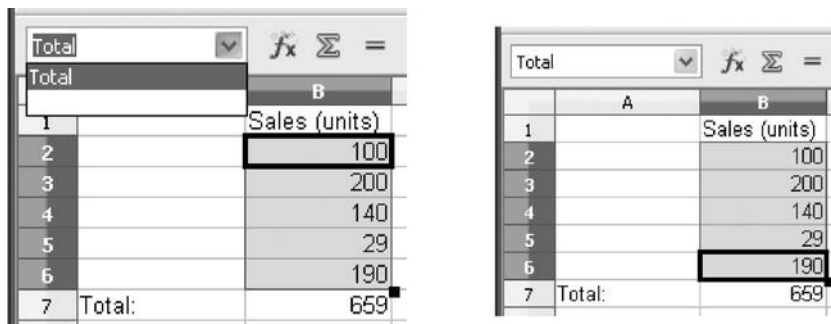 Total
Total
B
1 Sales (units)
2 100
3 200
4 140
5 29
6 190
7 Total: 659
Total
A B
1 Sales (units)
2 100
3 200
4 140
5 29
6 190
7 Total: 659